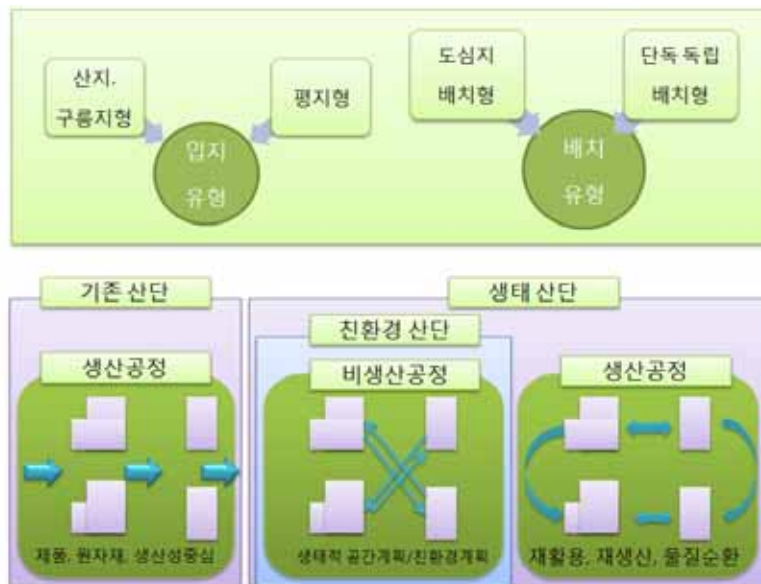 산지.
구릉지형
평지형
도심지
배치형
단독 독립
배치형
입지
유형
배치
유형
기존 산단
생태 산단
친환경 산단
생산공정
비생산공정
생산공정
제품, 원자재, 생산성중심
생태적 공간계획/친환경계획
재활용, 재생산, 물질순환